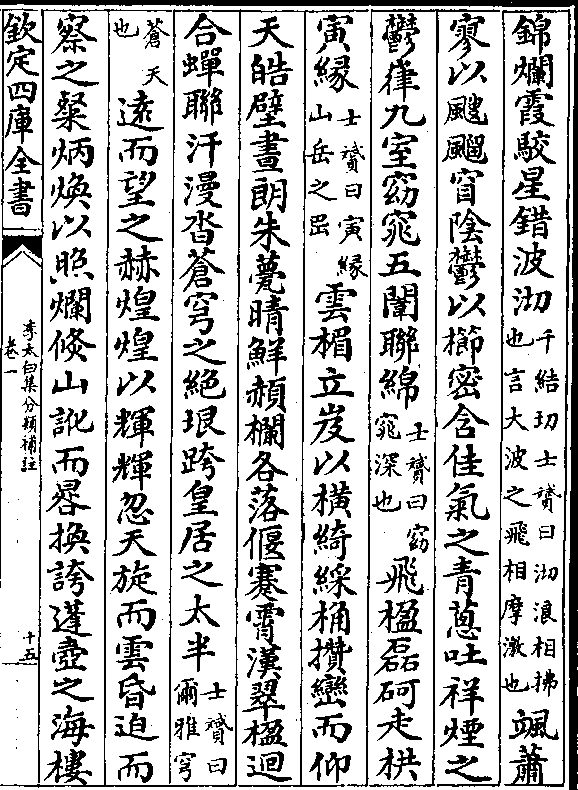 錦爛霞駮星錯波沏千結切士贇曰沏浪相拂也言大波之飛相摩激也颯蕭
寥以飀飀窅陰鬱以櫛密含佳氣之青蔥吐祥煙之
鬱嵂九室窈窕五闈聯綿士贇曰窈窕深也飛楹磊砢走栱
夤緣士贇曰夤緣山岳之岊雲楣立岌以橫綺綵桷攢巒而仰
天皓壁晝朗朱甍晴鮮赬欄各落偃蹇霄漢翠楹迴
合蟬聯汗漫沓蒼穹之絕垠跨皇居之太半士贇曰爾雅穹
蒼天也遠而望之赫煌煌以輝輝忽天旋而雲昏迫而
察之粲炳煥以照爛倏山訛而晷換誇蓬壺之海樓
欽定四庫全書
李太白集分類補註
卷一
十五